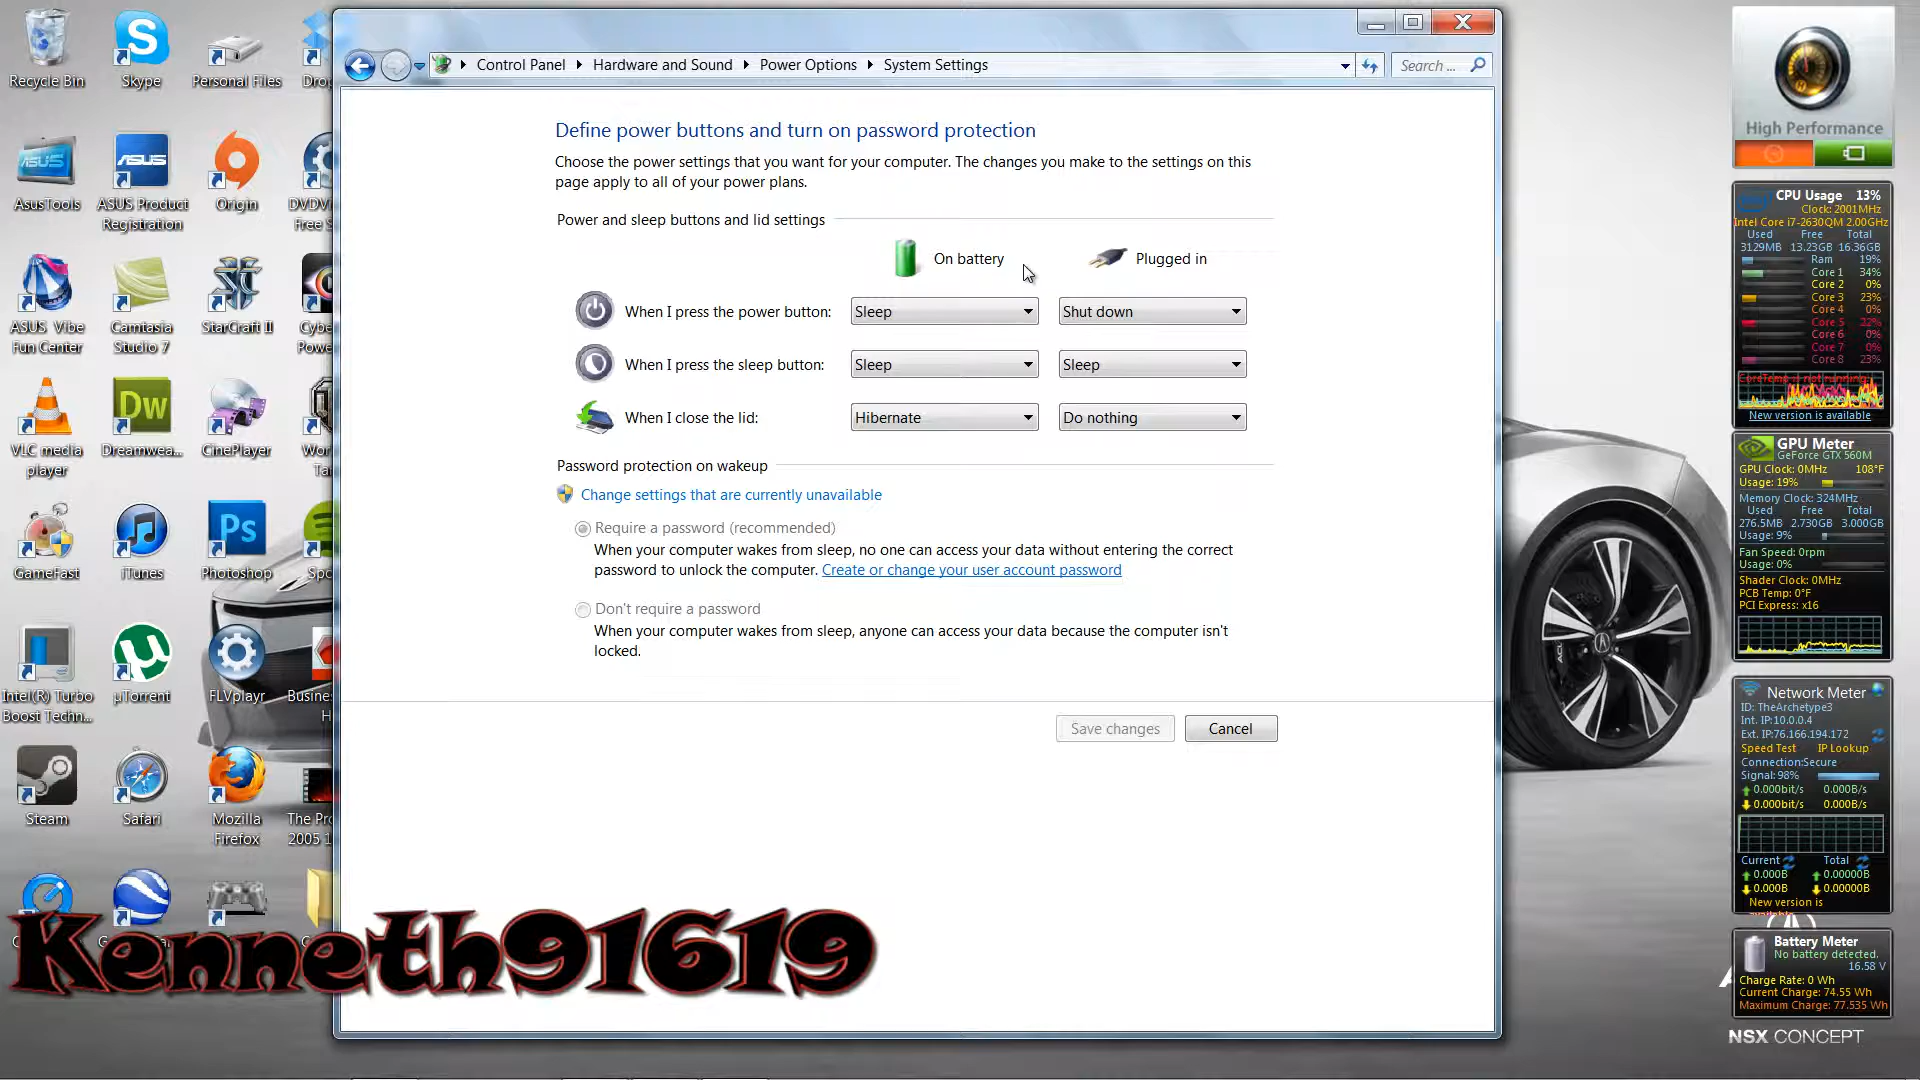 Recycle Bin
Skype
Personal Files
AsusTools
ASUS Product
Registration
Origin
ASUS Vibe
Fun Center
Camtasia
Studio 7
StarCraft II
VLC media
player
Dreamwea...
CinePlayer
GameFast
iTunes
Photoshop
Intel(R) Turbo
Boost Techn...
µTorrent
FLVplayr
Steam
Safari
Mozilla
Firefox
Kenneth91619
Control Panel
Hardware and Sound
Power Options
System Settings
Search ...
Define power buttons and turn on password protection
Choose the power settings that you want for your computer. The changes you make to the settings on this
page apply to all of your power plans.
Power and sleep buttons and lid settings
On battery
Plugged in
When I press the power button: Sleep Shut down
When I press the sleep button: Sleep Sleep
When I close the lid: Hibernate Do nothing
Password protection on wakeup
Change settings that are currently unavailable
Require a password (recommended)
When your computer wakes from sleep, no one can access your data without entering the correct
password to unlock the computer. Create or change your user account password
Don't require a password
When your computer wakes from sleep, anyone can access your data because the computer isn't
locked.
Save changes
Cancel
High Performance
CPU Usage 13%
Clock: 2001MHz
Intel Core i7-2630QM 2.00GHz
Used Free Total
3129MB 13.23GB 16.36GB
Ram 19%
Core 1 34%
Core 2 0%
Core 3 23%
Core 4 0%
Core 5 22%
Core 6 0%
Core 7 0%
Core 8 23%
CoreTemp is not running
New version is available
GPU Meter
GeForce GTX 560M
GPU Clock: 0MHz 108°F
Usage: 19%
Memory Clock: 324MHz
Used Free Total
276.5MB 2.730GB 3.000GB
Usage: 9%
Fan Speed: 0rpm
Usage: 0%
Shader Clock: 0MHz
PCB Temp: 0°F
PCI Express: x16
Network Meter
ID: TheArchetype3
Int. IP:10.0.0.4
Ext. IP:76.166.194.172
Speed Test IP Lookup
Connection:Secure
Signal: 98%
0.000bit/s 0.000B/s
0.000bit/s 0.000B/s
Current Total
0.000B 0.00000B
0.000B 0.00000B
New version is
Battery Meter
No battery detected.
16.58 V
Charge Rate: 0 Wh
Current Charge: 74.55 Wh
Maximum Charge: 77.535 Wh
NSX CONCEPT